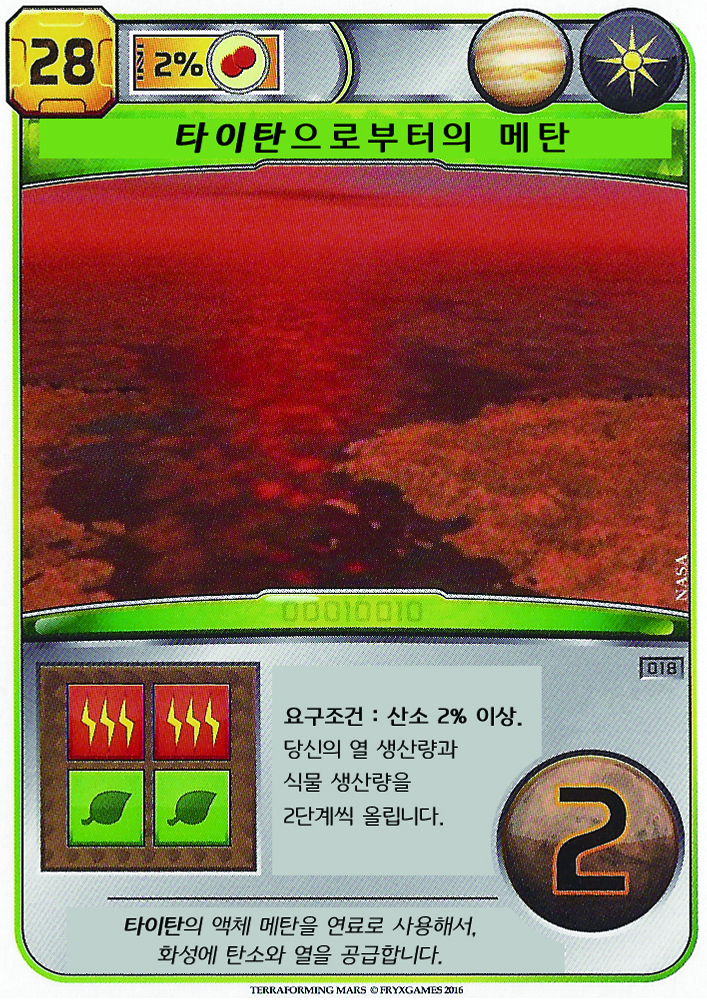 28
2%
타이탄으로부터의 메탄
NASA
00010010
018
요구조건 : 산소 2% 이상.
당신의 열 생산량과
식물 생산량을
2단계씩 올립니다.
2
타이탄의 액체 메탄을 연료로 사용해서,
화성에 탄소와 열을 공급합니다.
TERRAFORMING MARS © FRYXGAMES 2016